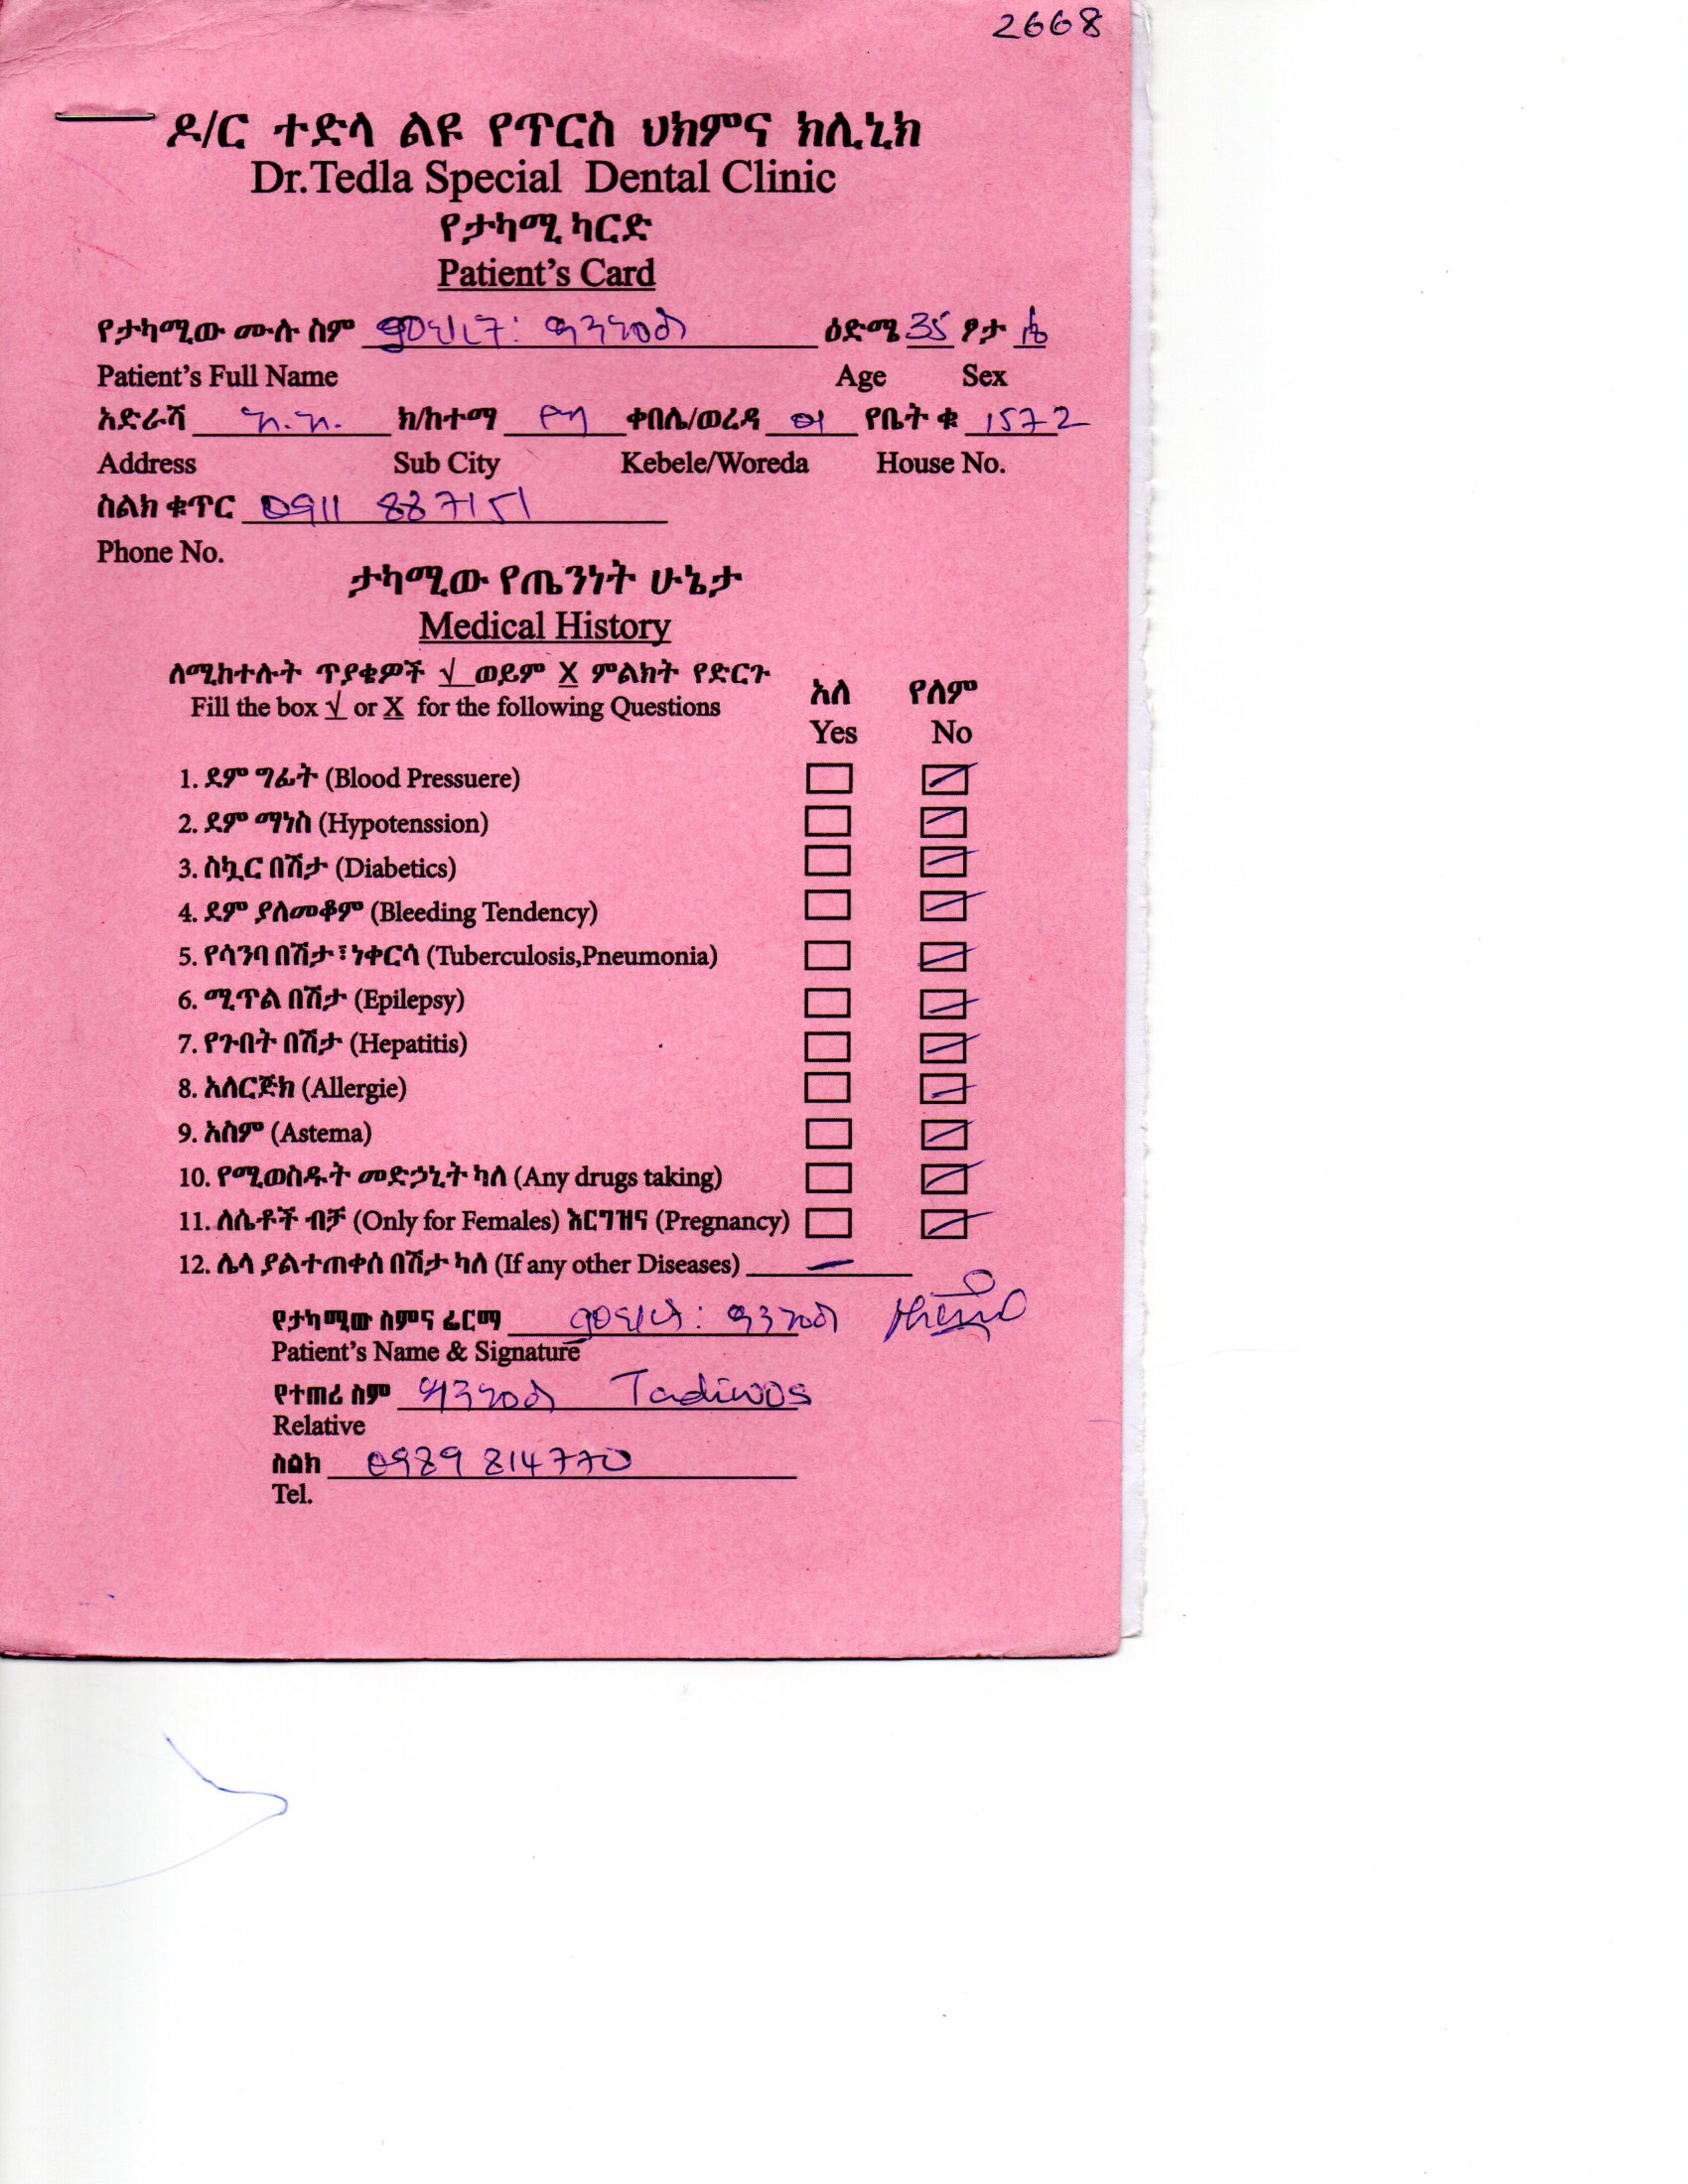 2668
ዶ/ር ተድላ ልዩ የጥርስ ህክምና ክሊኒክ
Dr.Tedla Special Dental Clinic
የታካሚ ካርድ
Patient's Card
የታካሚው ሙሉ ስም ዕድሜ 35 ፆታ ሴ
Patient's Full Name Age Sex
አድራሻ አ.አ. ክ/ከተማ የካ ቀበሌ/ወረዳ 01 የቤት ቁ 1572
Address Sub City Kebele/Woreda House No.
ስልክ ቁጥር 0911 887151
Phone No.
ታካሚው የጤንነት ሁኔታ
Medical History
ለሚከተሉት ጥያቄዎች √ ወይም X ምልክት የድርጉ አለ የለም
Fill the box √ or X for the following Questions Yes No
1. ደም ግፊት (Blood Pressuere)
2. ደም ማነስ (Hypotenssion)
3. ስኳር በሽታ (Diabetics)
4. ደም ያለመቆም (Bleeding Tendency)
5. የሳንባ በሽታ፣ነቀርሳ (Tuberculosis,Pneumonia)
6. ሚጥል በሽታ (Epilepsy)
7. የጉበት በሽታ (Hepatitis)
8. አለርጅክ (Allergie)
9. አስም (Astema)
10. የሚወስዱት መድኃኒት ካለ (Any drugs taking)
11. ለሴቶች ብቻ (Only for Females) እርግዝና (Pregnancy)
12. ሌላ ያልተጠቀሰ በሽታ ካለ (If any other Diseases) —
የታካሚው ስምና ፊርማ
Patient's Name & Signature
የተጠሪ ስም Tadiwos
Relative
ስልክ 0989 814770
Tel.